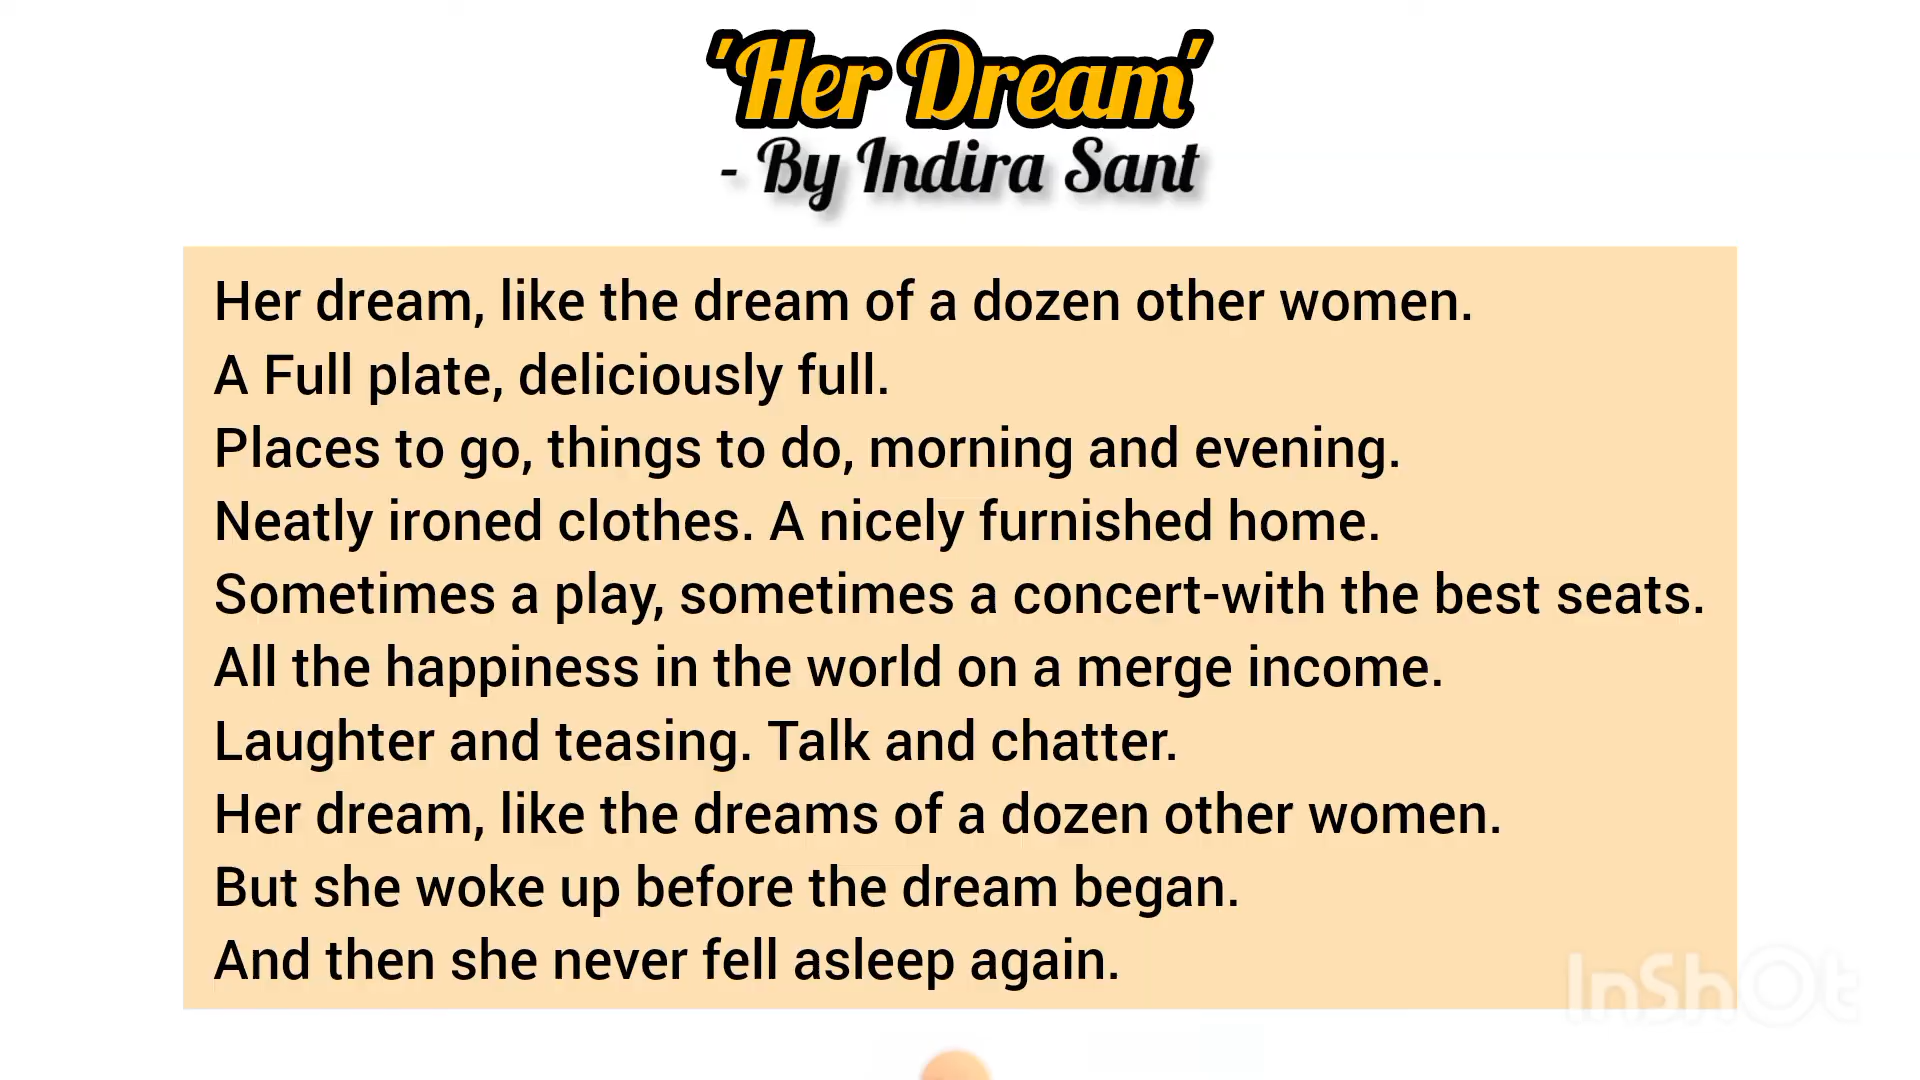 'Her Dream'
- By Indira Sant
Her dream, like the dream of a dozen other women.
A Full plate, deliciously full.
Places to go, things to do, morning and evening.
Neatly ironed clothes. A nicely furnished home.
Sometimes a play, sometimes a concert-with the best seats.
All the happiness in the world on a merge income.
Laughter and teasing. Talk and chatter.
Her dream, like the dreams of a dozen other women.
But she woke up before the dream began.
And then she never fell asleep again.
InShOt